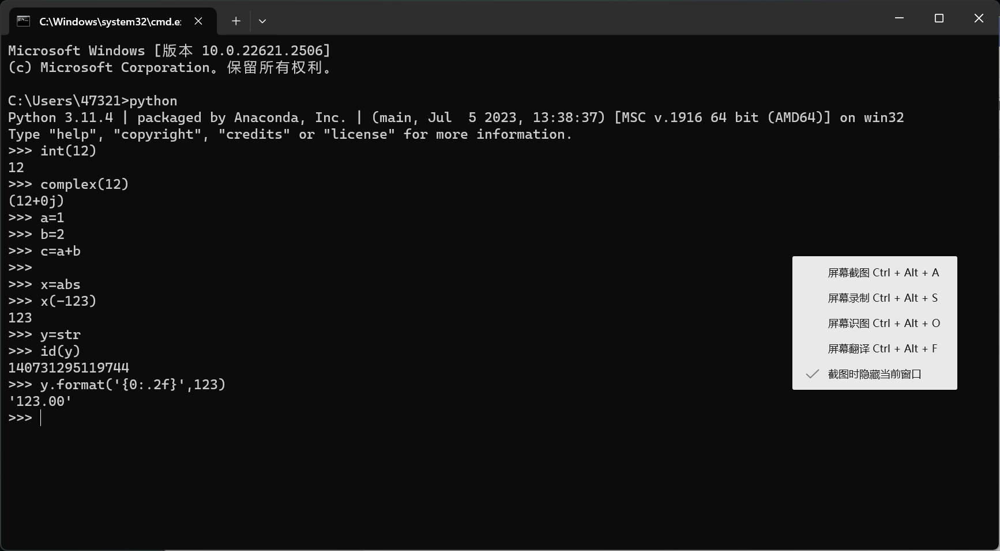 C:\Windows\system32\cmd.e
Microsoft Windows [版本 10.0.22621.2506]
(c) Microsoft Corporation。保留所有权利。
C:\Users\47321>python
Python 3.11.4 | packaged by Anaconda, Inc. | (main, Jul  5 2023, 13:38:37) [MSC v.1916 64 bit (AMD64)] on win32
Type "help", "copyright", "credits" or "license" for more information.
>>> int(12)
12
>>> complex(12)
(12+0j)
>>> a=1
>>> b=2
>>> c=a+b
>>>
>>> x=abs
>>> x(-123)
123
>>> y=str
>>> id(y)
140731295119744
>>> y.format('{0:.2f}',123)
'123.00'
>>>
屏幕截图 Ctrl + Alt + A
屏幕录制 Ctrl + Alt + S
屏幕识图 Ctrl + Alt + O
屏幕翻译 Ctrl + Alt + F
截图时隐藏当前窗口